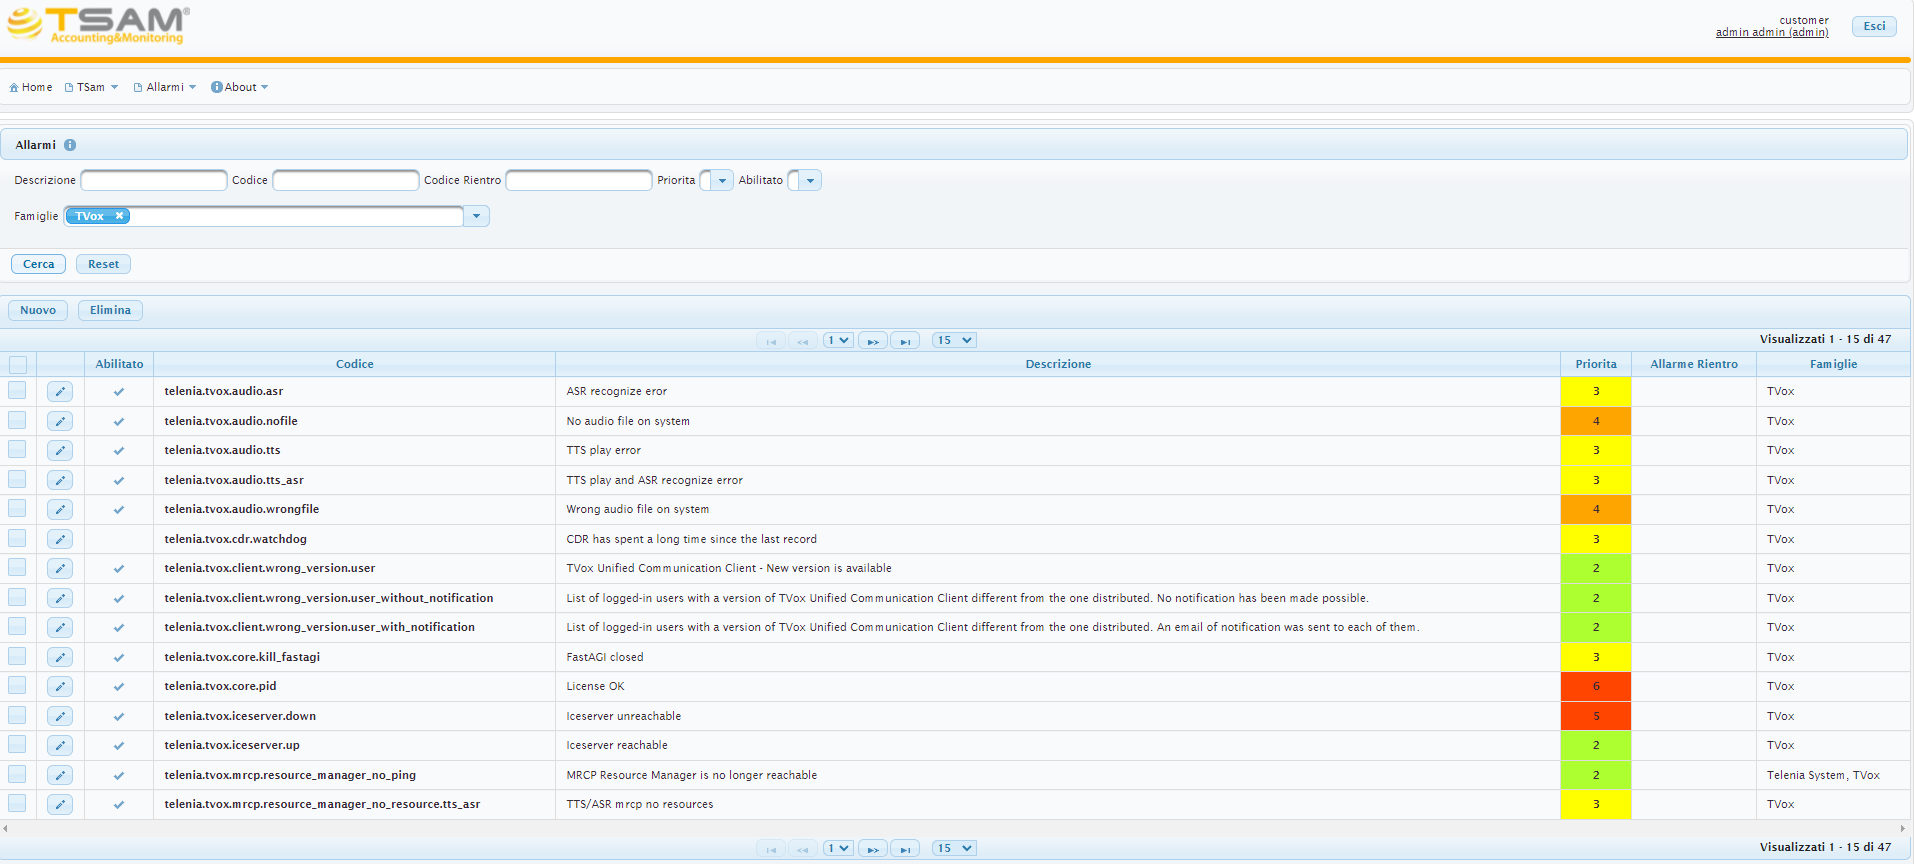 TSAM®
Accounting&Monitoring
customer
admin admin (admin)
Esci
Home TSam Allarmi About
Allarmi
Descrizione Codice Codice Rientro Priorita Abilitato
Famiglie TVox
Cerca Reset
Nuovo Elimina
1 15 Visualizzati 1 - 15 di 47
Abilitato Codice Descrizione Priorita Allarme Rientro Famiglie
telenia.tvox.audio.asr ASR recognize eror 3 TVox
telenia.tvox.audio.nofile No audio file on system 4 TVox
telenia.tvox.audio.tts TTS play error 3 TVox
telenia.tvox.audio.tts_asr TTS play and ASR recognize error 3 TVox
telenia.tvox.audio.wrongfile Wrong audio file on system 4 TVox
telenia.tvox.cdr.watchdog CDR has spent a long time since the last record 3 TVox
telenia.tvox.client.wrong_version.user TVox Unified Communication Client - New version is available 2 TVox
telenia.tvox.client.wrong_version.user_without_notification List of logged-in users with a version of TVox Unified Communication Client different from the one distributed. No notification has been made possible. 2 TVox
telenia.tvox.client.wrong_version.user_with_notification List of logged-in users with a version of TVox Unified Communication Client different from the one distributed. An email of notification was sent to each of them. 2 TVox
telenia.tvox.core.kill_fastagi FastAGI closed 3 TVox
telenia.tvox.core.pid License OK 6 TVox
telenia.tvox.iceserver.down Iceserver unreachable 5 TVox
telenia.tvox.iceserver.up Iceserver reachable 2 TVox
telenia.tvox.mrcp.resource_manager_no_ping MRCP Resource Manager is no longer reachable 2 Telenia System, TVox
telenia.tvox.mrcp.resource_manager_no_resource.tts_asr TTS/ASR mrcp no resources 3 TVox
1 15 Visualizzati 1 - 15 di 47